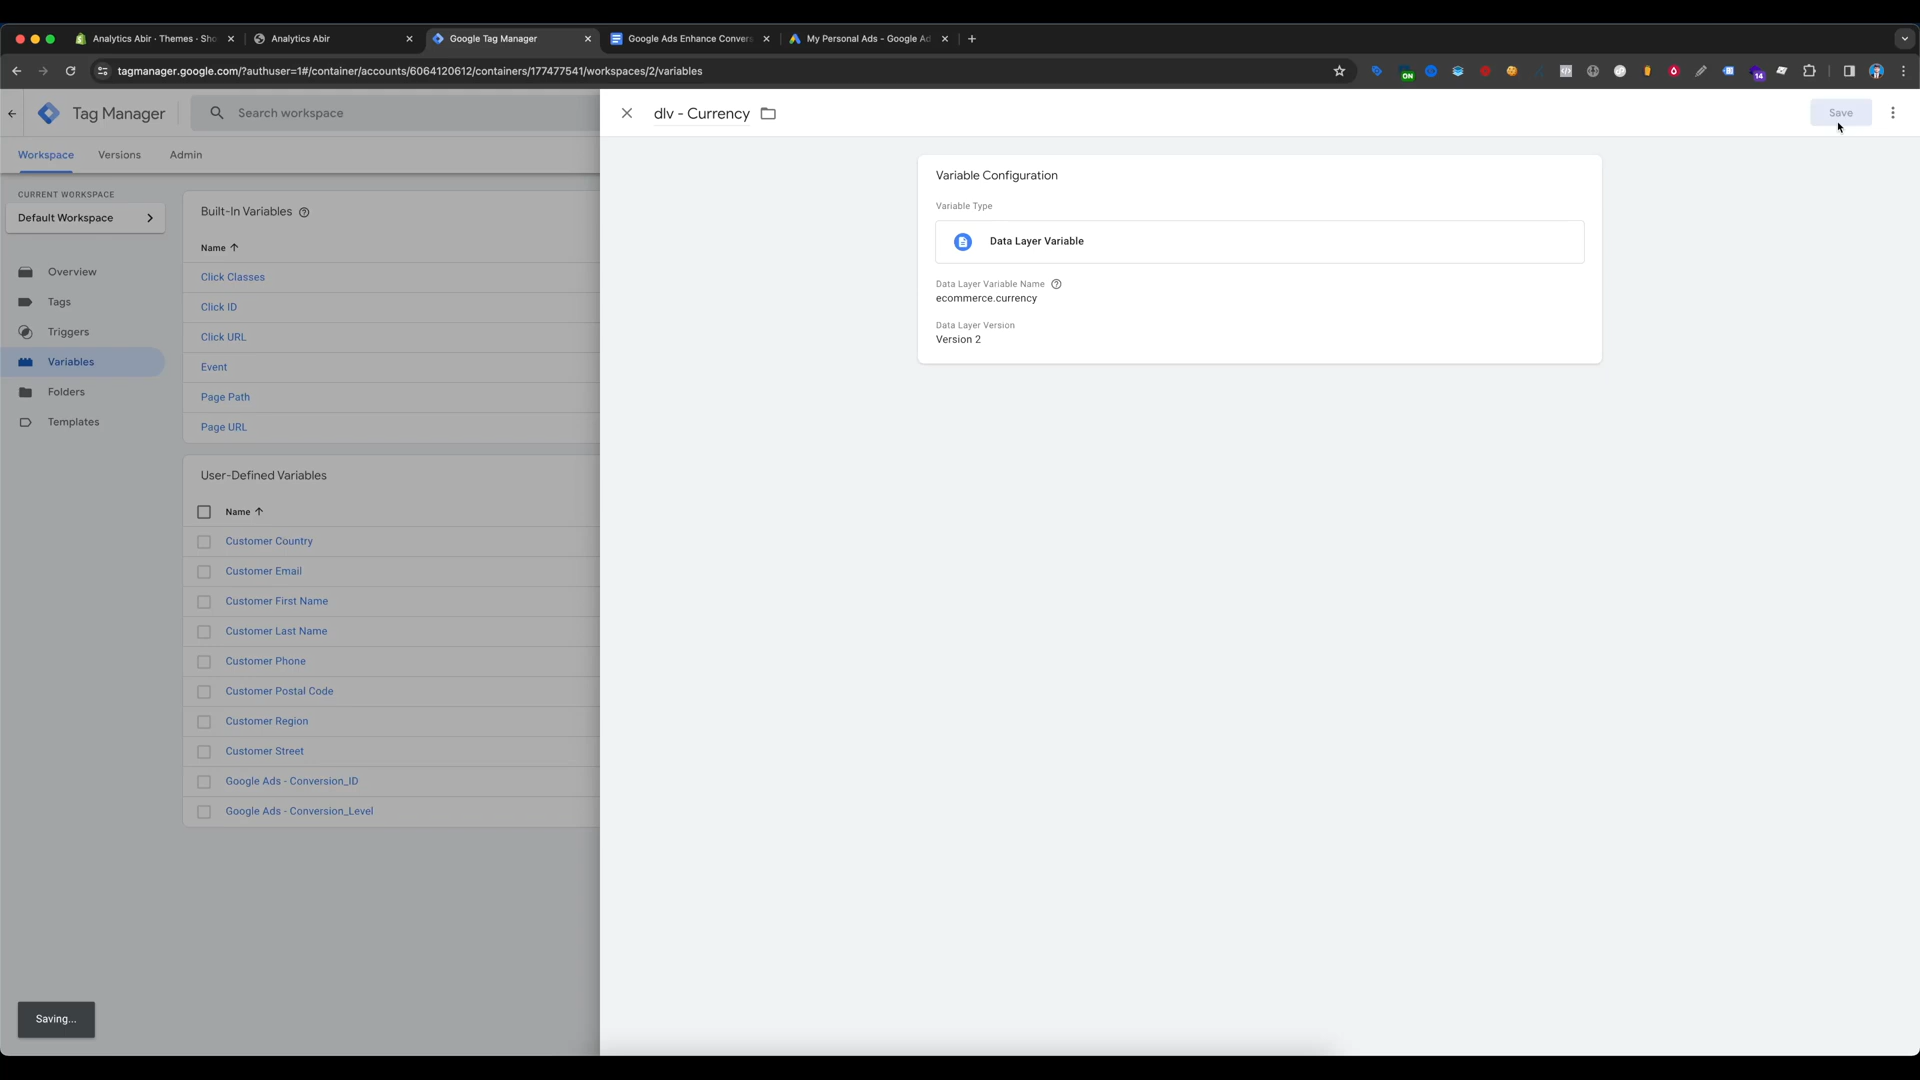 Analytics Abir · Themes · Sho
Analytics Abir
Google Tag Manager
Google Ads Enhance Conver
My Personal Ads - Google Ad
tagmanager.google.com/?authuser=1#/container/accounts/6064120612/containers/177477541/workspaces/2/variables
ON
14
Tag Manager
Search workspace
dlv - Currency
Save
Workspace
Versions
Admin
CURRENT WORKSPACE
Default Workspace
Overview
Tags
Triggers
Variables
Folders
Templates
Built-In Variables
Name
Click Classes
Click ID
Click URL
Event
Page Path
Page URL
User-Defined Variables
Name
Customer Country
Customer Email
Customer First Name
Customer Last Name
Customer Phone
Customer Postal Code
Customer Region
Customer Street
Google Ads - Conversion_ID
Google Ads - Conversion_Level
Variable Configuration
Variable Type
Data Layer Variable
Data Layer Variable Name
ecommerce.currency
Data Layer Version
Version 2
Saving...